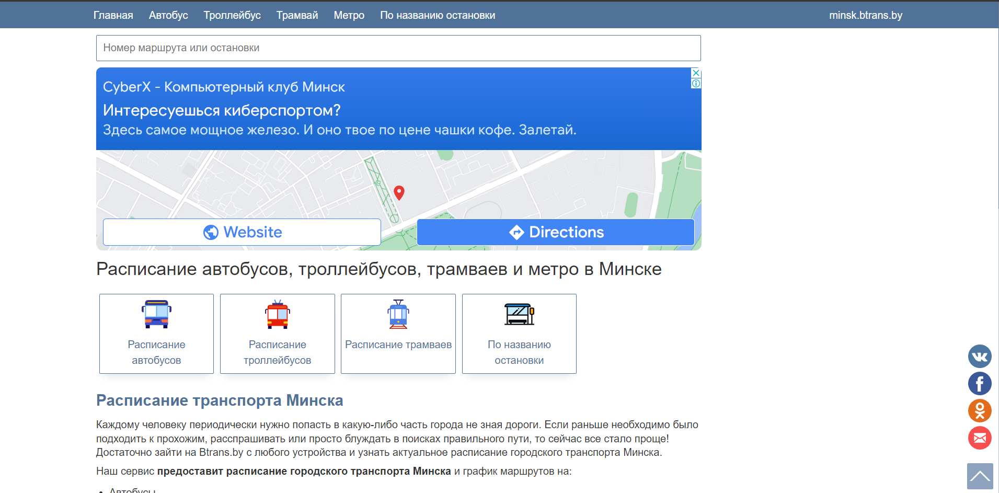 Главная Автобус Троллейбус Трамвай Метро По названию остановки minsk.btrans.by
Номер маршрута или остановки
CyberX - Компьютерный клуб Минск
Интересуешься киберспортом?
Здесь самое мощное железо. И оно твое по цене чашки кофе. Залетай.
Website Directions
Расписание автобусов, троллейбусов, трамваев и метро в Минске
Расписание
автобусов
Расписание
троллейбусов
Расписание трамваев
По названию
остановки
Расписание транспорта Минска
Каждому человеку периодически нужно попасть в какую-либо часть города не зная дороги. Если раньше необходимо было
подходить к прохожим, расспрашивать или просто блуждать в поисках правильного пути, то сейчас все стало проще!
Достаточно зайти на Btrans.by с любого устройства и узнать актуальное расписание городского транспорта Минска.
Наш сервис предоставит расписание городского транспорта Минска и график маршрутов на:
• Автобусы